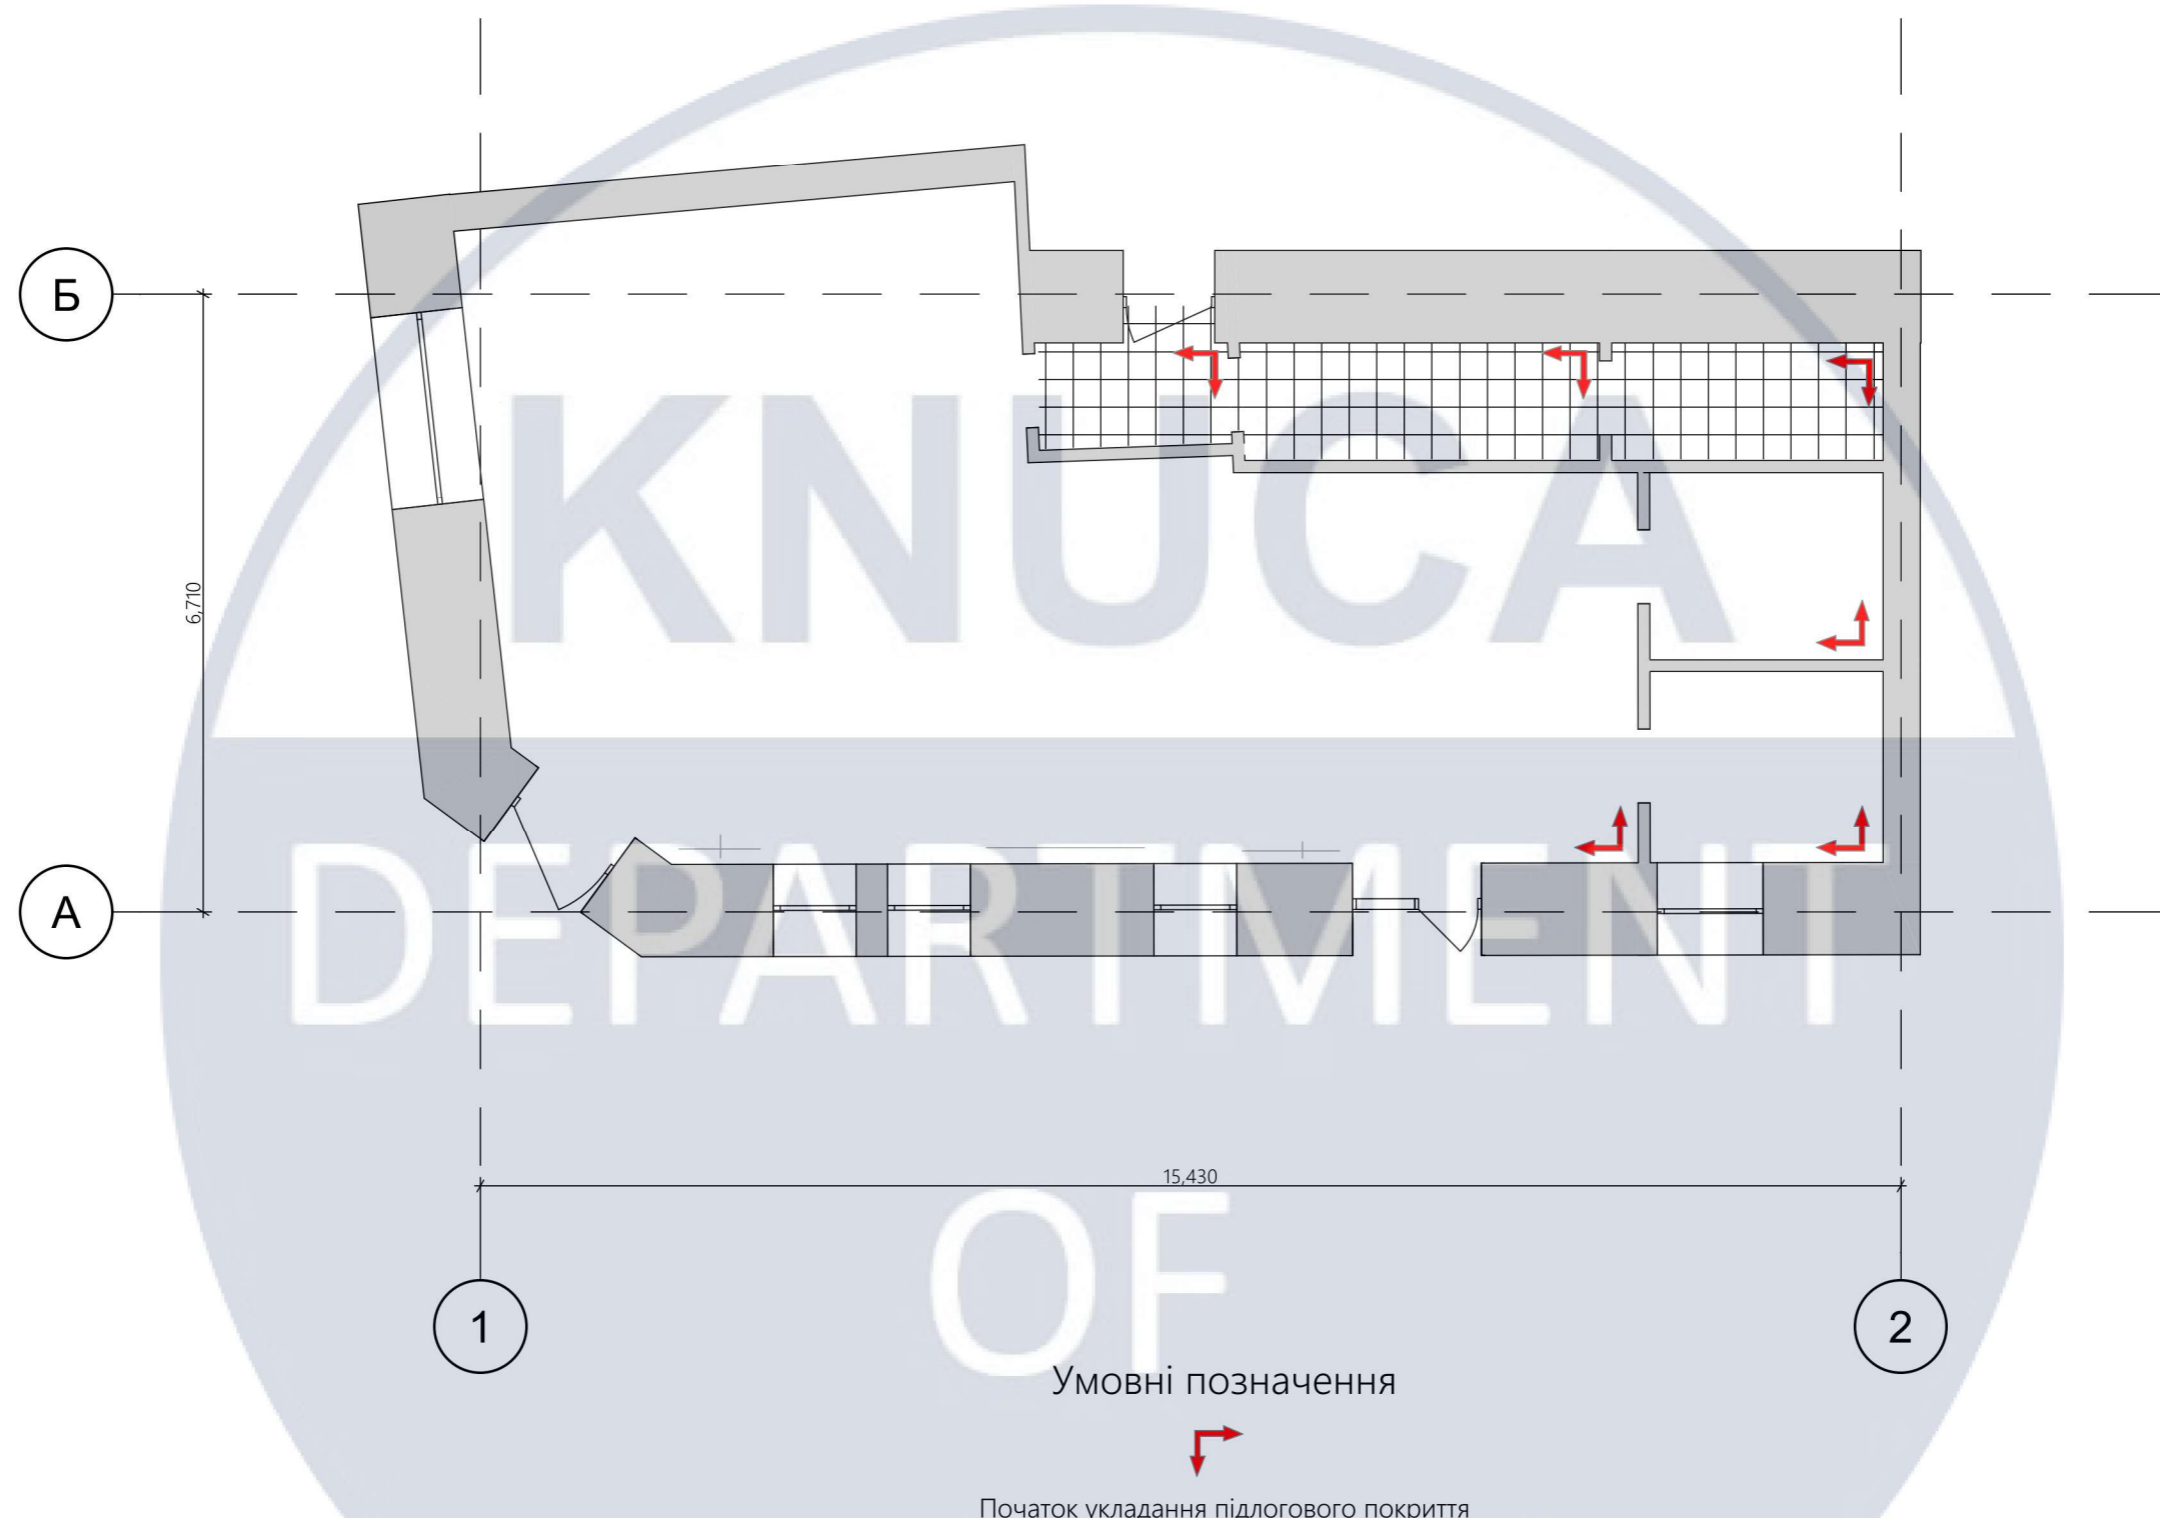 Б
KNUCA
6,710
DEPARTMENT
А
15,430
OF
1
2
Умовні позначення
Початок укладання підлогового покриття